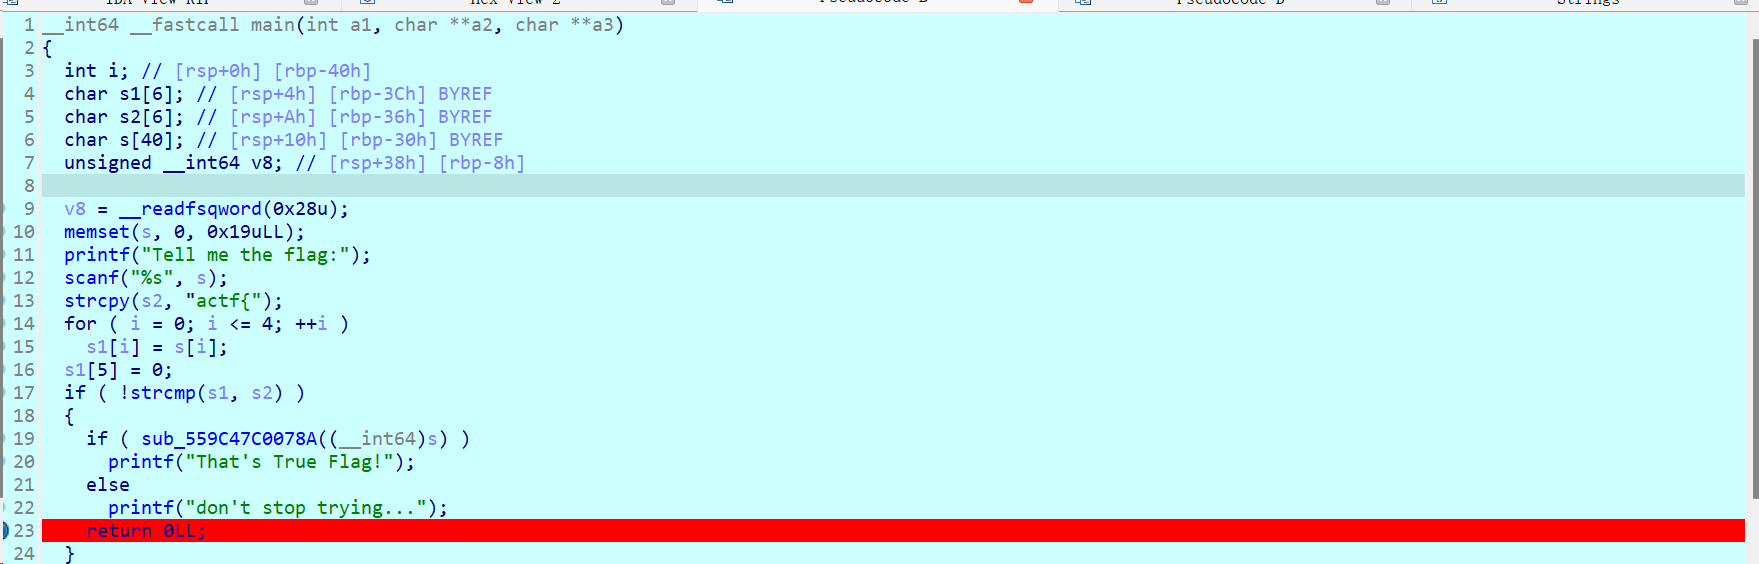 IDA View-RIP Hex View-2 Pseudocode-B Pseudocode-D Strings
1 __int64 __fastcall main(int a1, char **a2, char **a3)
2 {
3 int i; // [rsp+0h] [rbp-40h]
4 char s1[6]; // [rsp+4h] [rbp-3Ch] BYREF
5 char s2[6]; // [rsp+Ah] [rbp-36h] BYREF
6 char s[40]; // [rsp+10h] [rbp-30h] BYREF
7 unsigned __int64 v8; // [rsp+38h] [rbp-8h]
8
9 v8 = __readfsqword(0x28u);
10 memset(s, 0, 0x19uLL);
11 printf("Tell me the flag:");
12 scanf("%s", s);
13 strcpy(s2, "actf{");
14 for ( i = 0; i <= 4; ++i )
15 s1[i] = s[i];
16 s1[5] = 0;
17 if ( !strcmp(s1, s2) )
18 {
19 if ( sub_559C47C0078A((__int64)s) )
20 printf("That's True Flag!");
21 else
22 printf("don't stop trying...");
23 return 0LL;
24 }